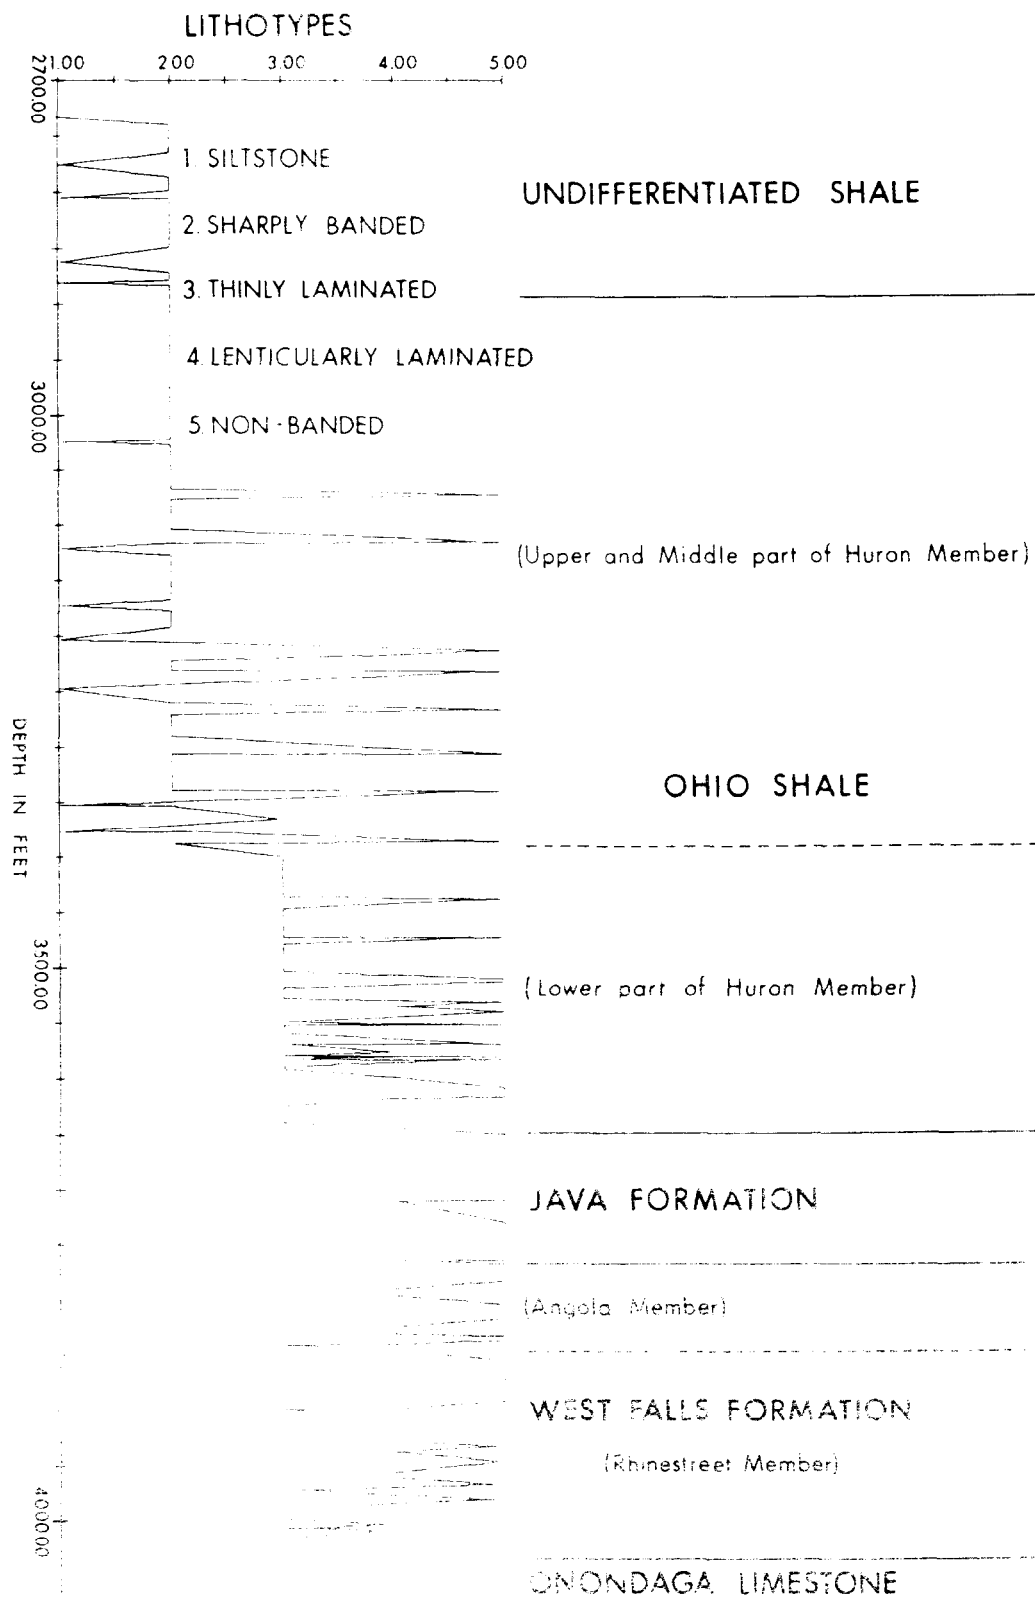 LITHOTYPES
1.00 2.00 3.00 4.00 5.00
2700.00
1. SILTSTONE
UNDIFFERENTIATED SHALE
2. SHARPLY BANDED
3. THINLY LAMINATED
4. LENTICULARLY LAMINATED
3000.00
5. NON-BANDED
(Upper and Middle part of Huron Member)
DEPTH IN FEET
OHIO SHALE
3500.00
(Lower part of Huron Member)
JAVA FORMATION
(Angola Member)
WEST FALLS FORMATION
(Rhinestreet Member)
4000.00
ONONDAGA LIMESTONE